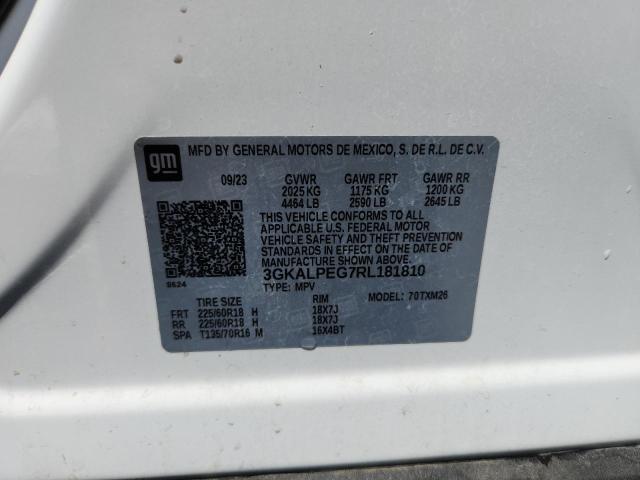 gm
MFD BY GENERAL MOTORS DE MEXICO, S. DE R.L. DE C.V.
09/23 GVWR GAWR FRT GAWR RR
2025 KG 1175 KG 1200 KG
4464 LB 2590 LB 2645 LB
THIS VEHICLE CONFORMS TO ALL
APPLICABLE U.S. FEDERAL MOTOR
VEHICLE SAFETY AND THEFT PREVENTION
STANDARDS IN EFFECT ON THE DATE OF
MANUFACTURE SHOWN ABOVE.
3GKALPEG7RL181810
TYPE: MPV
8624
TIRE SIZE RIM MODEL: 70TXM26
FRT 225/60R18 H 18X7J
RR 225/60R18 H 18X7J
SPA T135/70R16 M 16X4BT